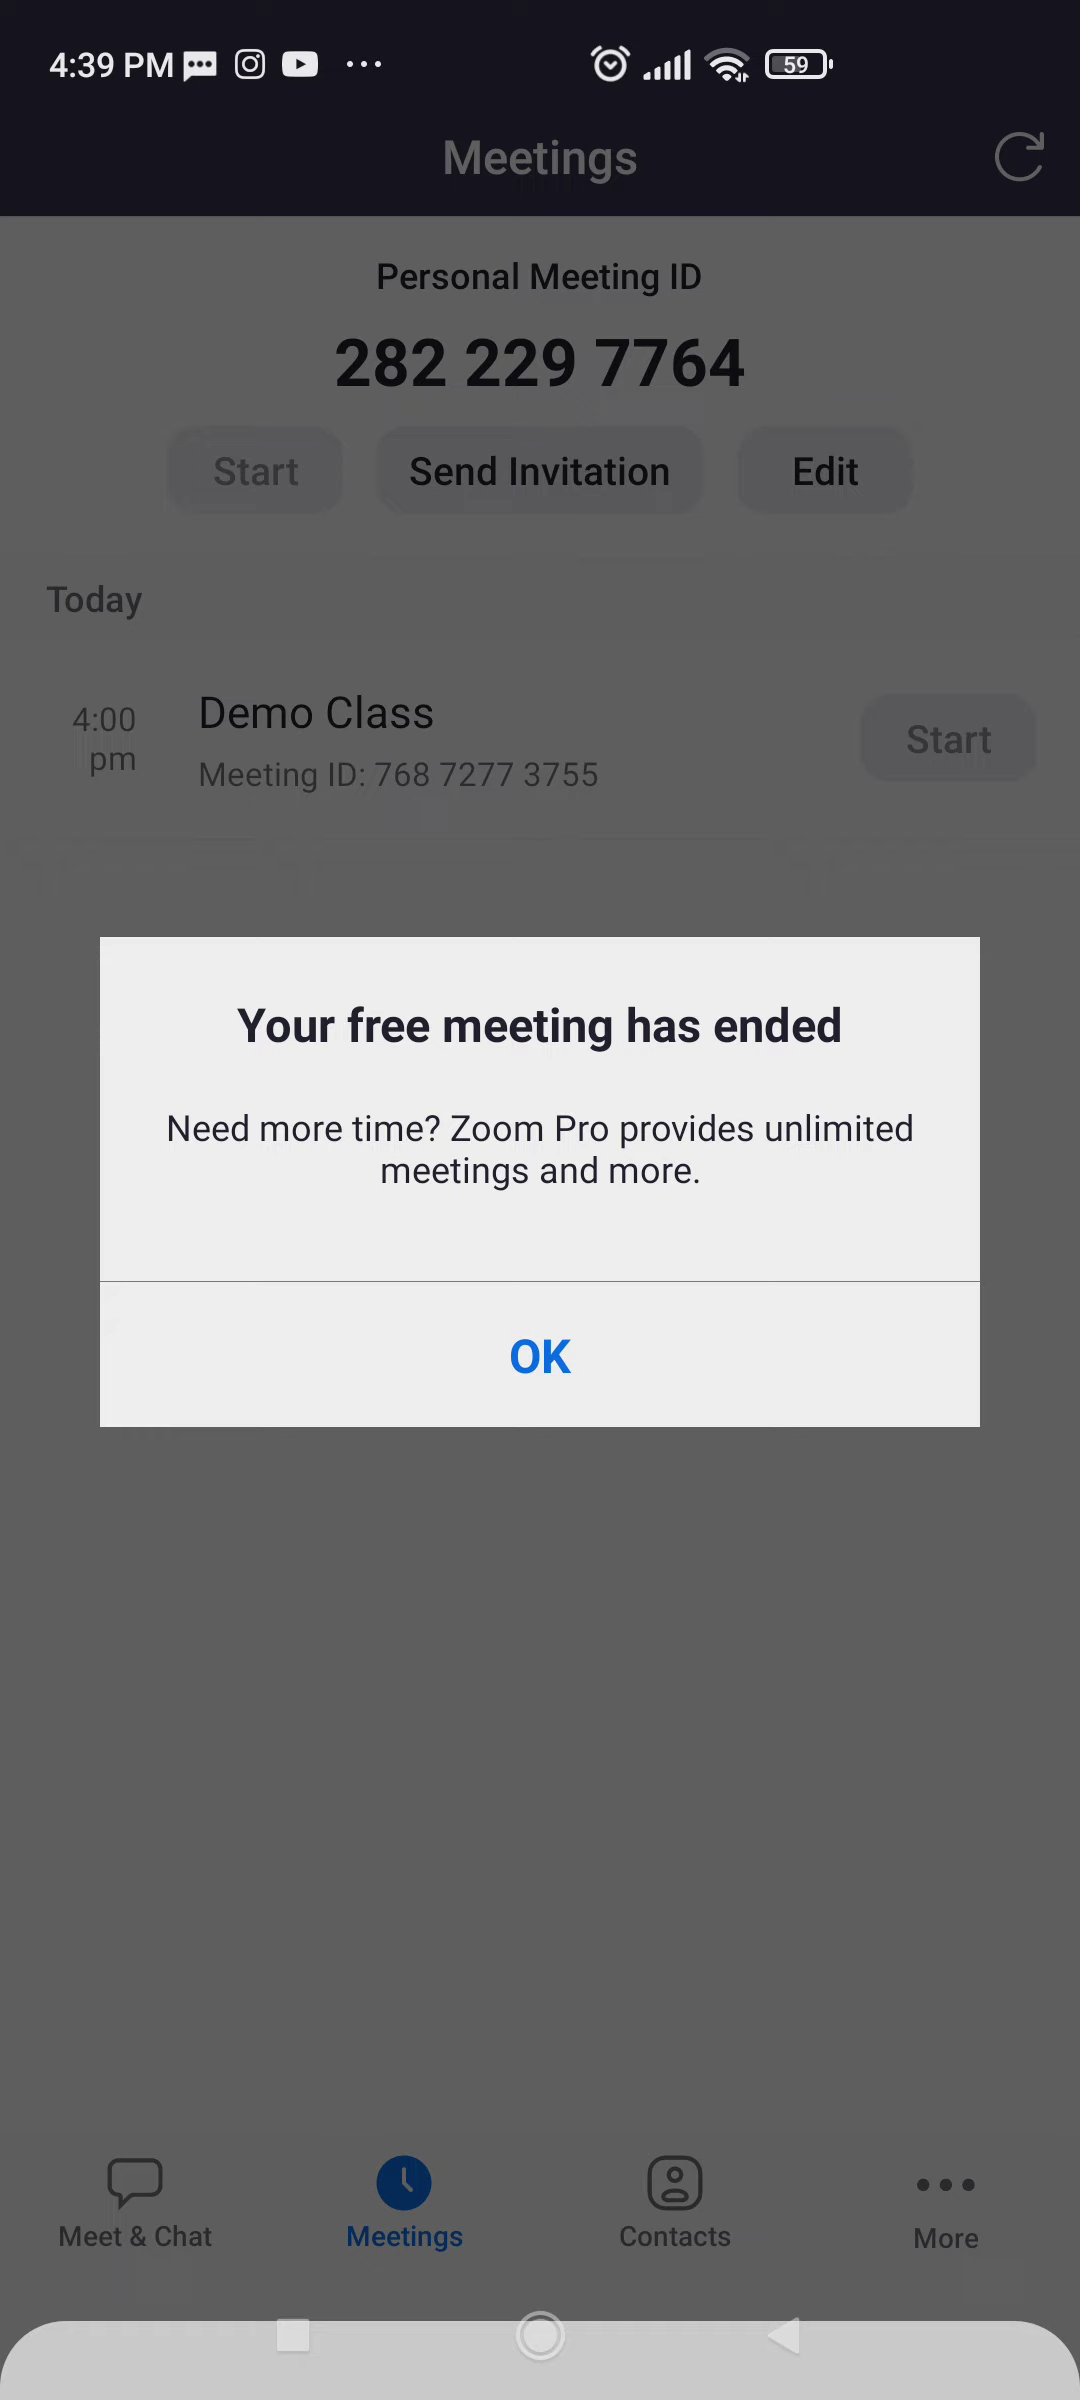 4:39 PM
59
Meetings
Personal Meeting ID
282 229 7764
Start
Send Invitation
Edit
Today
4:00
pm
Demo Class
Meeting ID: 768 7277 3755
Start
Your free meeting has ended
Need more time? Zoom Pro provides unlimited
meetings and more.
OK
Meet & Chat
Meetings
Contacts
More